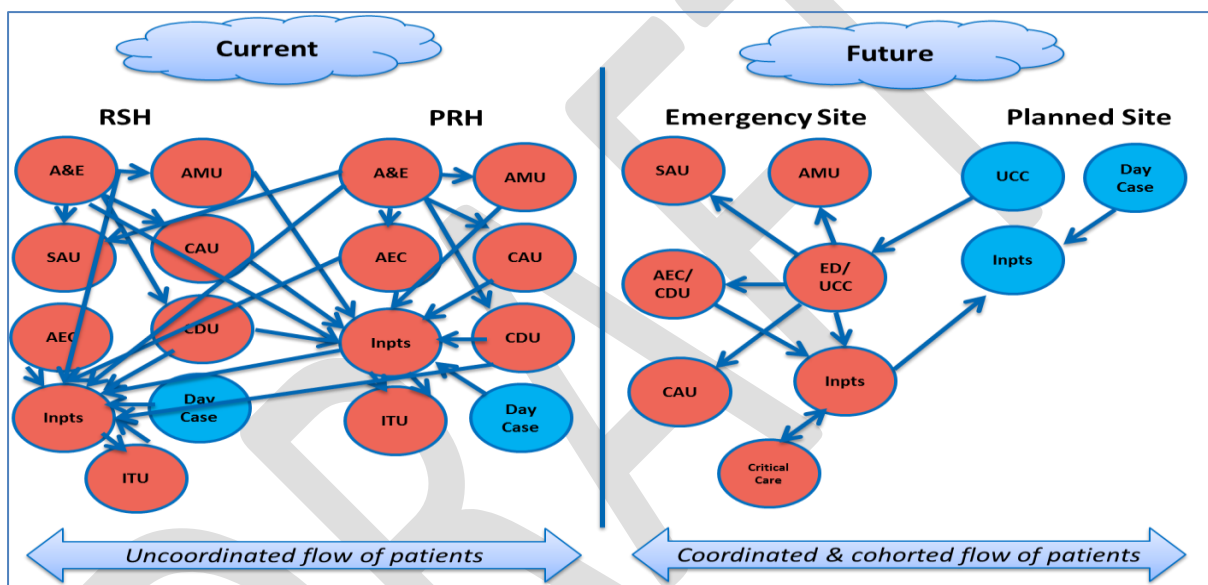 Current
Future
RSH
PRH
Emergency Site
Planned Site
A&E
AMU
A&E
AMU
SAU
AMU
UCC
Day
Case
SAU
CAU
AEC
CAU
AEC/
CDU
ED/
UCC
Inpts
AEC
CDU
Inpts
CDU
CAU
Inpts
Inpts
Day
Case
ITU
Day
Case
ITU
Critical
Care
Uncoordinated flow of patients
Coordinated & cohorted flow of patients
DRAFT